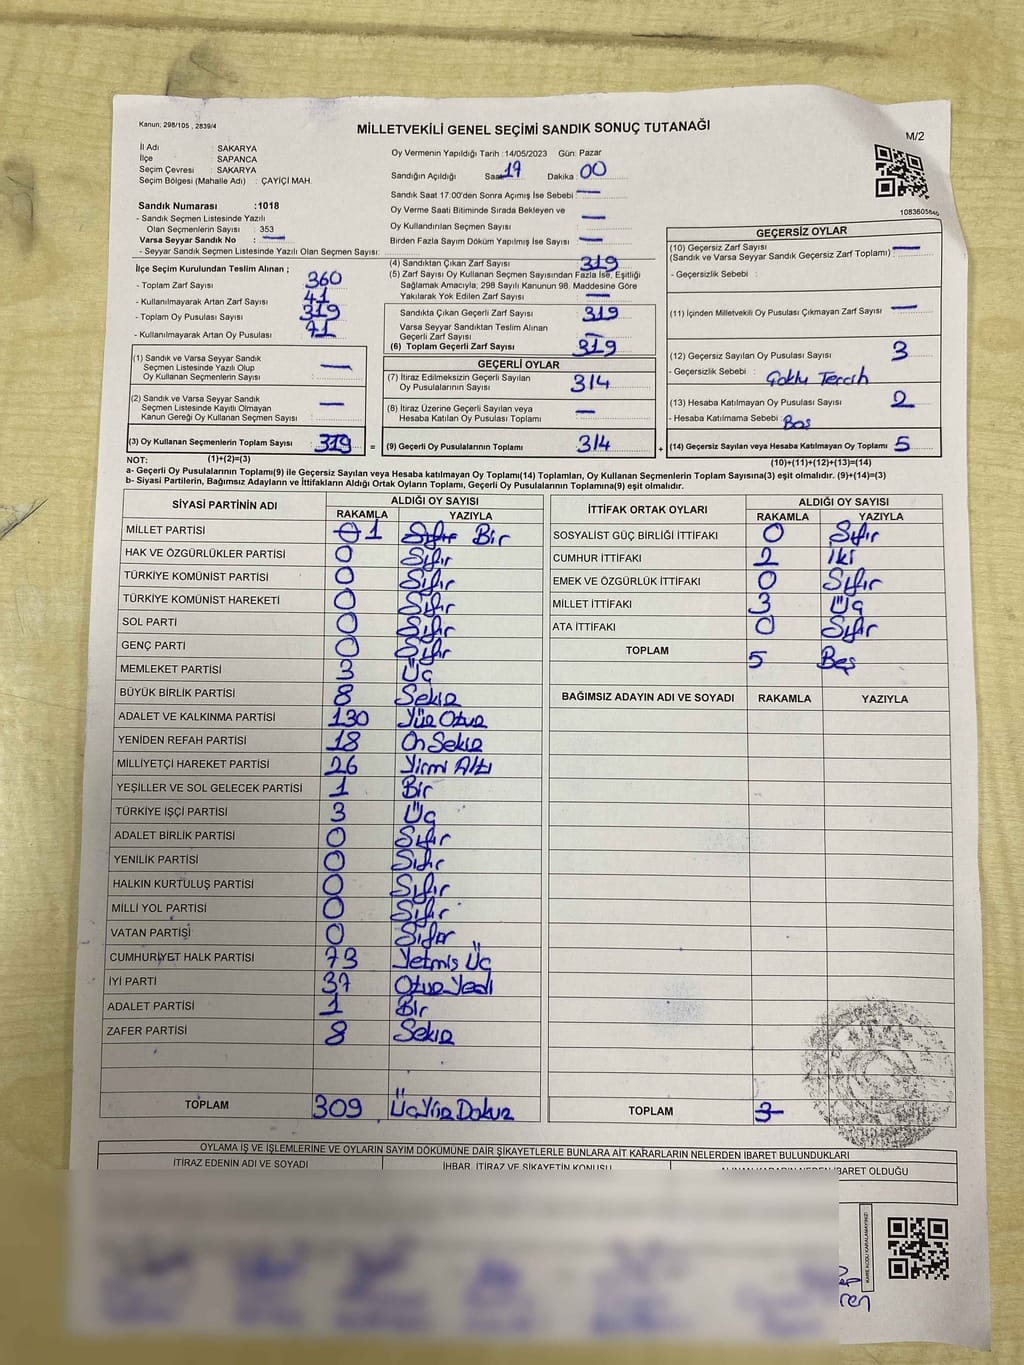 Kanun; 298/105 , 2839/4
MİLLETVEKİLİ GENEL SEÇİMİ SANDIK SONUÇ TUTANAĞI
M/2
İl Adı : SAKARYA
İlçe : SAPANCA
Seçim Çevresi : SAKARYA
Seçim Bölgesi (Mahalle Adı) : ÇAYİÇİ MAH.
Oy Vermenin Yapıldığı Tarih :14/05/2023 Gün: Pazar
Sandığın Açıldığı Saat 17 Dakika : 00
Sandık Saat 17.00'den Sonra Açımış İse Sebebi : —
Oy Verme Saati Bitiminde Sırada Bekleyen ve
Oy Kullandırılan Seçmen Sayısı : —
Birden Fazla Sayım Döküm Yapılmış İse Sayısı : —
1083605846
Sandık Numarası :1018
- Sandık Seçmen Listesinde Yazılı
Olan Seçmenlerin Sayısı : 353
Varsa Seyyar Sandık No : —
- Seyyar Sandık Seçmen Listesinde Yazılı Olan Seçmen Sayısı:
İlçe Seçim Kurulundan Teslim Alınan ;
- Toplam Zarf Sayısı : 360
- Kullanılmayarak Artan Zarf Sayısı : 41
- Toplam Oy Pusulası Sayısı : 319
- Kullanılmayarak Artan Oy Pusulası : 41
(4) Sandıktan Çıkan Zarf Sayısı : 319
(5) Zarf Sayısı Oy Kullanan Seçmen Sayısından Fazla İse, Eşitliği
Sağlamak Amacıyla, 298 Sayılı Kanunun 98. Maddesine Göre
Yakılarak Yok Edilen Zarf Sayısı : —
Sandıkta Çıkan Geçerli Zarf Sayısı : 319
Varsa Seyyar Sandıktan Teslim Alınan
Geçerli Zarf Sayısı : —
(6) Toplam Geçerli Zarf Sayısı : 319
GEÇERSİZ OYLAR
(10) Geçersiz Zarf Sayısı : —
(Sandık ve Varsa Seyyar Sandık Geçersiz Zarf Toplamı)
- Geçersizlik Sebebi :
(11) İçinden Milletvekili Oy Pusulası Çıkmayan Zarf Sayısı : —
(12) Geçersiz Sayılan Oy Pusulası Sayısı : 3
- Geçersizlik Sebebi : Çoklu Tercih
(13) Hesaba Katılmayan Oy Pusulası Sayısı : 2
- Hesaba Katılmama Sebebi : Boş
(14) Geçersiz Sayılan veya Hesaba Katılmayan Oy Toplamı : 5
(10)+(11)+(12)+(13)=(14)
(1) Sandık ve Varsa Seyyar Sandık
Seçmen Listesinde Yazılı Olup
Oy Kullanan Seçmenlerin Sayısı : —
(2) Sandık ve Varsa Seyyar Sandık
Seçmen Listesinde Kayıtlı Olmayan
Kanun Gereği Oy Kullanan Seçmen Sayısı : —
(3) Oy Kullanan Seçmenlerin Toplam Sayısı : 319 =
GEÇERLİ OYLAR
(7) İtiraz Edilmeksizin Geçerli Sayılan
Oy Pusulalarının Sayısı : 314
(8) İtiraz Üzerine Geçerli Sayılan veya
Hesaba Katılan Oy Pusulası Toplamı : —
(9) Geçerli Oy Pusulalarının Toplamı : 314 +
NOT: (1)+(2)=(3)
a- Geçerli Oy Pusulalarının Toplamı(9) ile Geçersiz Sayılan veya Hesaba katılmayan Oy Toplamı(14) Toplamları, Oy Kullanan Seçmenlerin Toplam Sayısına(3) eşit olmalıdır. (9)+(14)=(3)
b- Siyasi Partilerin, Bağımsız Adayların ve İttifakların Aldığı Ortak Oyların Toplamı, Geçerli Oy Pusulalarının Toplamına(9) eşit olmalıdır.
SİYASİ PARTİNİN ADI ALDIĞI OY SAYISI
RAKAMLA YAZIYLA
MİLLET PARTİSİ 0 1 Sıfır Bir
HAK VE ÖZGÜRLÜKLER PARTİSİ 0 Sıfır
TÜRKİYE KOMÜNİST PARTİSİ 0 Sıfır
TÜRKİYE KOMÜNİST HAREKETİ 0 Sıfır
SOL PARTİ 0 Sıfır
GENÇ PARTİ 0 Sıfır
MEMLEKET PARTİSİ 3 Üç
BÜYÜK BİRLİK PARTİSİ 8 Sekiz
ADALET VE KALKINMA PARTİSİ 130 Yüz Otuz
YENİDEN REFAH PARTİSİ 18 On Sekiz
MİLLİYETÇİ HAREKET PARTİSİ 26 Yirmi Altı
YEŞİLLER VE SOL GELECEK PARTİSİ 1 Bir
TÜRKİYE İŞÇİ PARTİSİ 3 Üç
ADALET BİRLİK PARTİSİ 0 Sıfır
YENİLİK PARTİSİ 0 Sıfır
HALKIN KURTULUŞ PARTİSİ 0 Sıfır
MİLLİ YOL PARTİSİ 0 Sıfır
VATAN PARTİSİ 0 Sıfır
CUMHURİYET HALK PARTİSİ 73 Yetmiş Üç
İYİ PARTİ 37 Otuz Yedi
ADALET PARTİSİ 1 Bir
ZAFER PARTİSİ 8 Sekiz
TOPLAM 309 Üç Yüz Dokuz
İTTİFAK ORTAK OYLARI ALDIĞI OY SAYISI
RAKAMLA YAZIYLA
SOSYALİST GÜÇ BİRLİĞİ İTTİFAKI 0 Sıfır
CUMHUR İTTİFAKI 2 İki
EMEK VE ÖZGÜRLÜK İTTİFAKI 0 Sıfır
MİLLET İTTİFAKI 3 Üç
ATA İTTİFAKI 0 Sıfır
TOPLAM 5 Beş
BAĞIMSIZ ADAYIN ADI VE SOYADI RAKAMLA YAZIYLA
TOPLAM 3
OYLAMA İŞ VE İŞLEMLERİNE VE OYLARIN SAYIM DÖKÜMÜNE DAİR ŞİKAYETLERLE BUNLARA AİT KARARLARIN NELERDEN İBARET BULUNDUKLARI
İTİRAZ EDENİN ADI VE SOYADI İHBAR, İTİRAZ VE ŞİKAYETİN KONUSU ALINAN KARARIN NEDEN İBARET OLDUĞU
KARE KODU KARALAMAYINIZ!